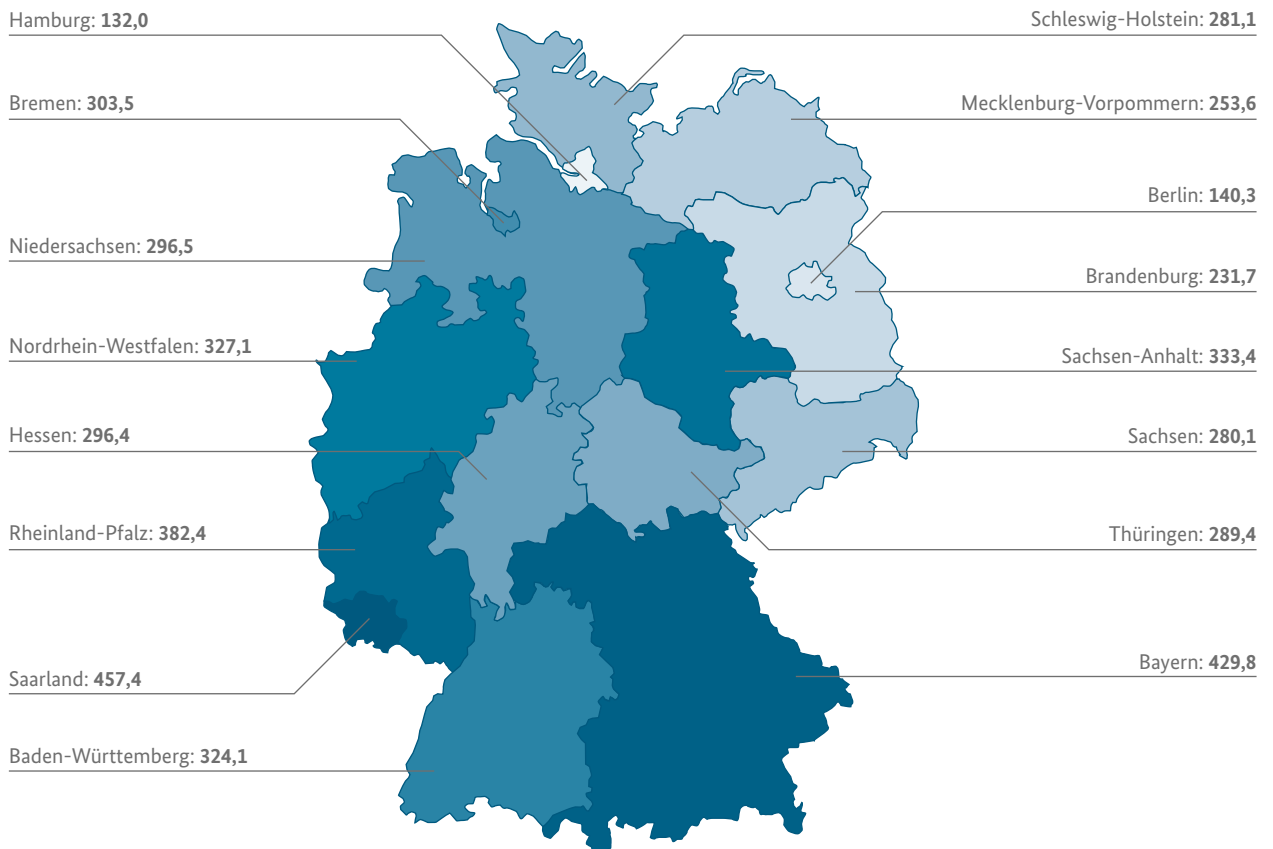 Hamburg: 132,0
Schleswig-Holstein: 281,1
Bremen: 303,5
Mecklenburg-Vorpommern: 253,6
Berlin: 140,3
Niedersachsen: 296,5
Brandenburg: 231,7
Nordrhein-Westfalen: 327,1
Sachsen-Anhalt: 333,4
Hessen: 296,4
Sachsen: 280,1
Rheinland-Pfalz: 382,4
Thüringen: 289,4
Saarland: 457,4
Bayern: 429,8
Baden-Württemberg: 324,1